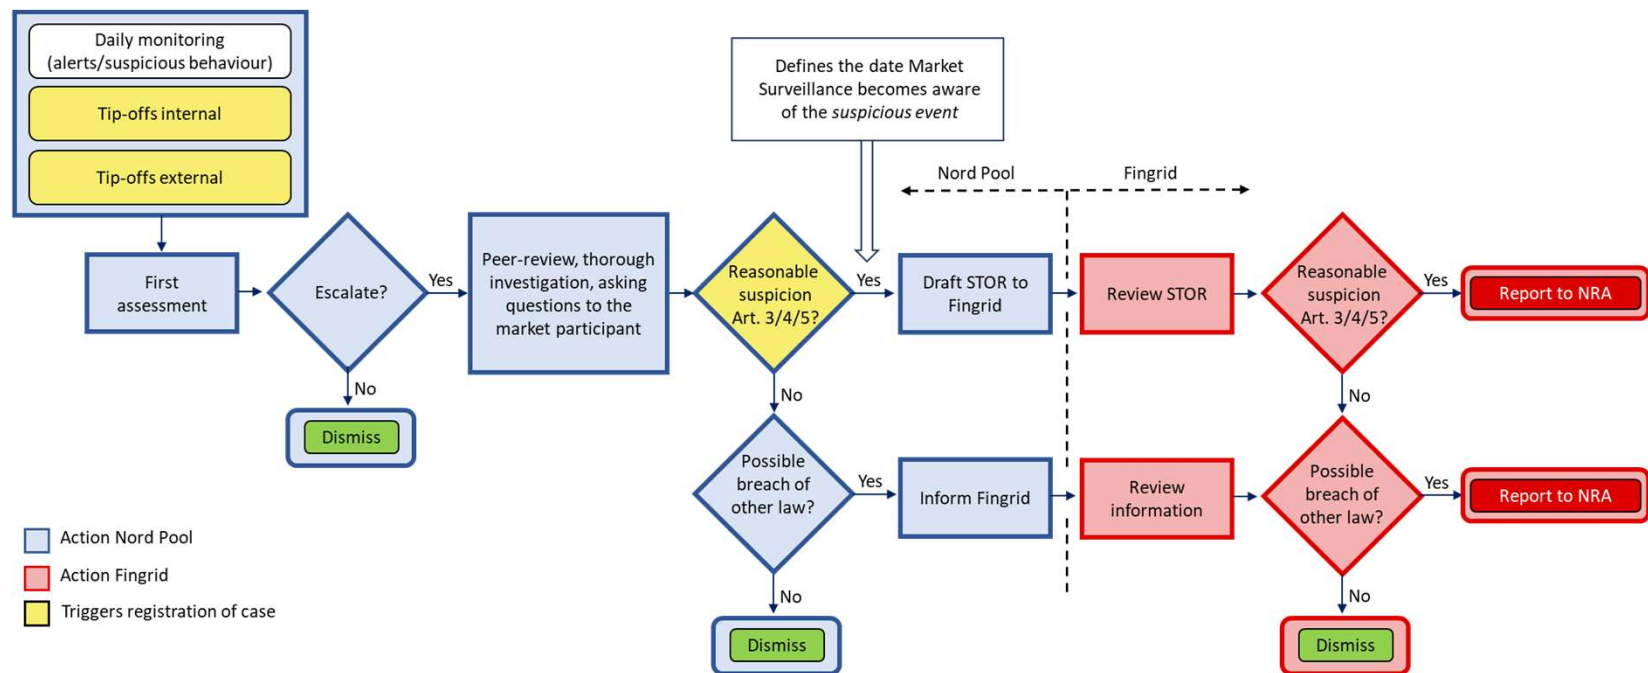 Daily monitoring
(alerts/suspicious behaviour)
Tip-offs internal
Tip-offs external
First
assessment
Escalate?
Yes
No
Dismiss
Peer-review, thorough
investigation, asking
questions to the
market participant
Reasonable
suspicion
Art. 3/4/5?
Yes
No
Defines the date Market
Surveillance becomes aware
of the suspicious event
Nord Pool
Fingrid
Draft STOR to
Fingrid
Review STOR
Reasonable
suspicion
Art. 3/4/5?
Yes
Report to NRA
No
Possible
breach of
other law?
Yes
Inform Fingrid
Review
information
Possible
breach of
other law?
Yes
Report to NRA
No
Dismiss
No
Dismiss
Action Nord Pool
Action Fingrid
Triggers registration of case